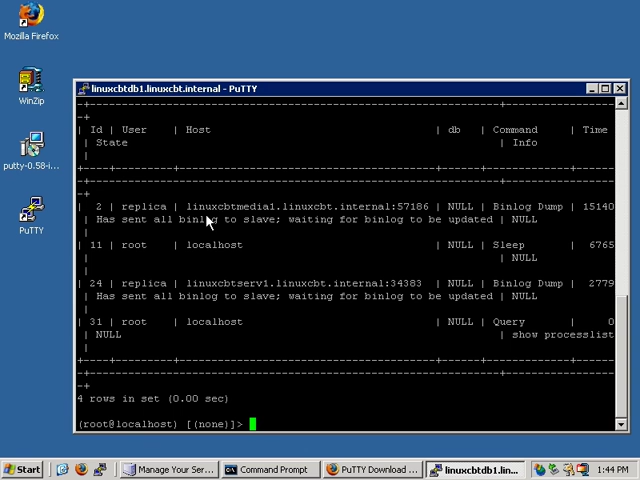 Mozilla Firefox
WinZip
putty-0.58-i...
PuTTY
linuxcbtdb1.linuxcbt.internal - PuTTY
-+---------+----------------------------------+------+-------------+------
-+
| Id | User | Host | db | Command | Time
| State | Info
|
-+---------+----------------------------------+------+-------------+------
-+
| 2 | replica | linuxcbtmedia1.linuxcbt.internal:57186 | NULL | Binlog Dump | 15140
| Has sent all binlog to slave; waiting for binlog to be updated | NULL
|
| 11 | root | localhost | NULL | Sleep | 6765
| | NULL
|
| 24 | replica | linuxcbtserv1.linuxcbt.internal:34383 | NULL | Binlog Dump | 2779
| Has sent all binlog to slave; waiting for binlog to be updated | NULL
|
| 31 | root | localhost | NULL | Query | 0
| NULL | show processlist
|
-+---------+----------------------------------+------+-------------+------
-+
4 rows in set (0.00 sec)
(root@localhost) [(none)]>
Start
Manage Your Ser...
Command Prompt
PuTTY Download ...
linuxcbtdb1.lin...
1:44 PM